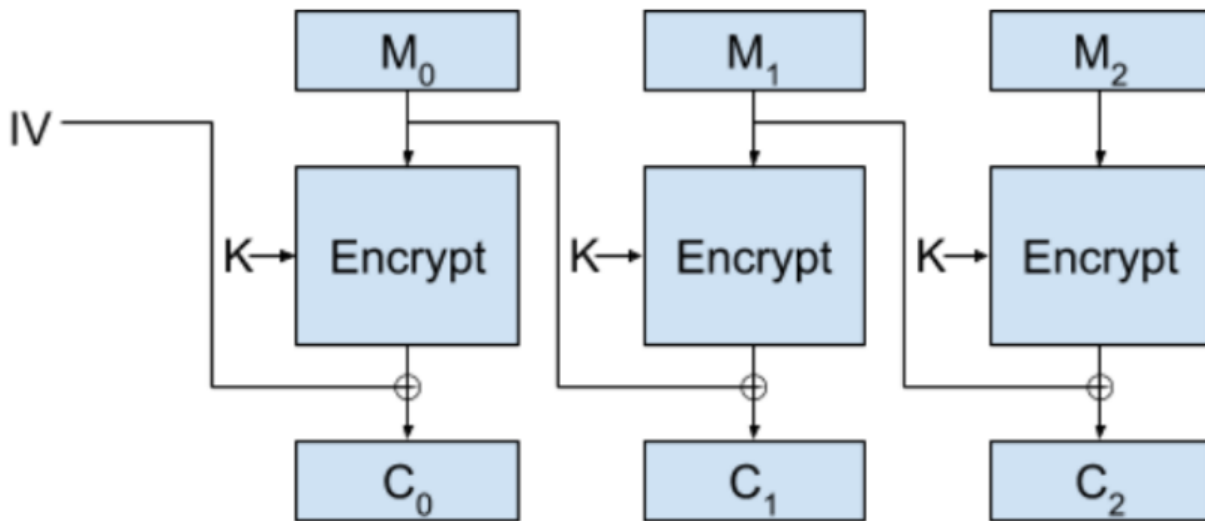 M₀ M₁ M₂
IV
K Encrypt K Encrypt K Encrypt
C₀ C₁ C₂